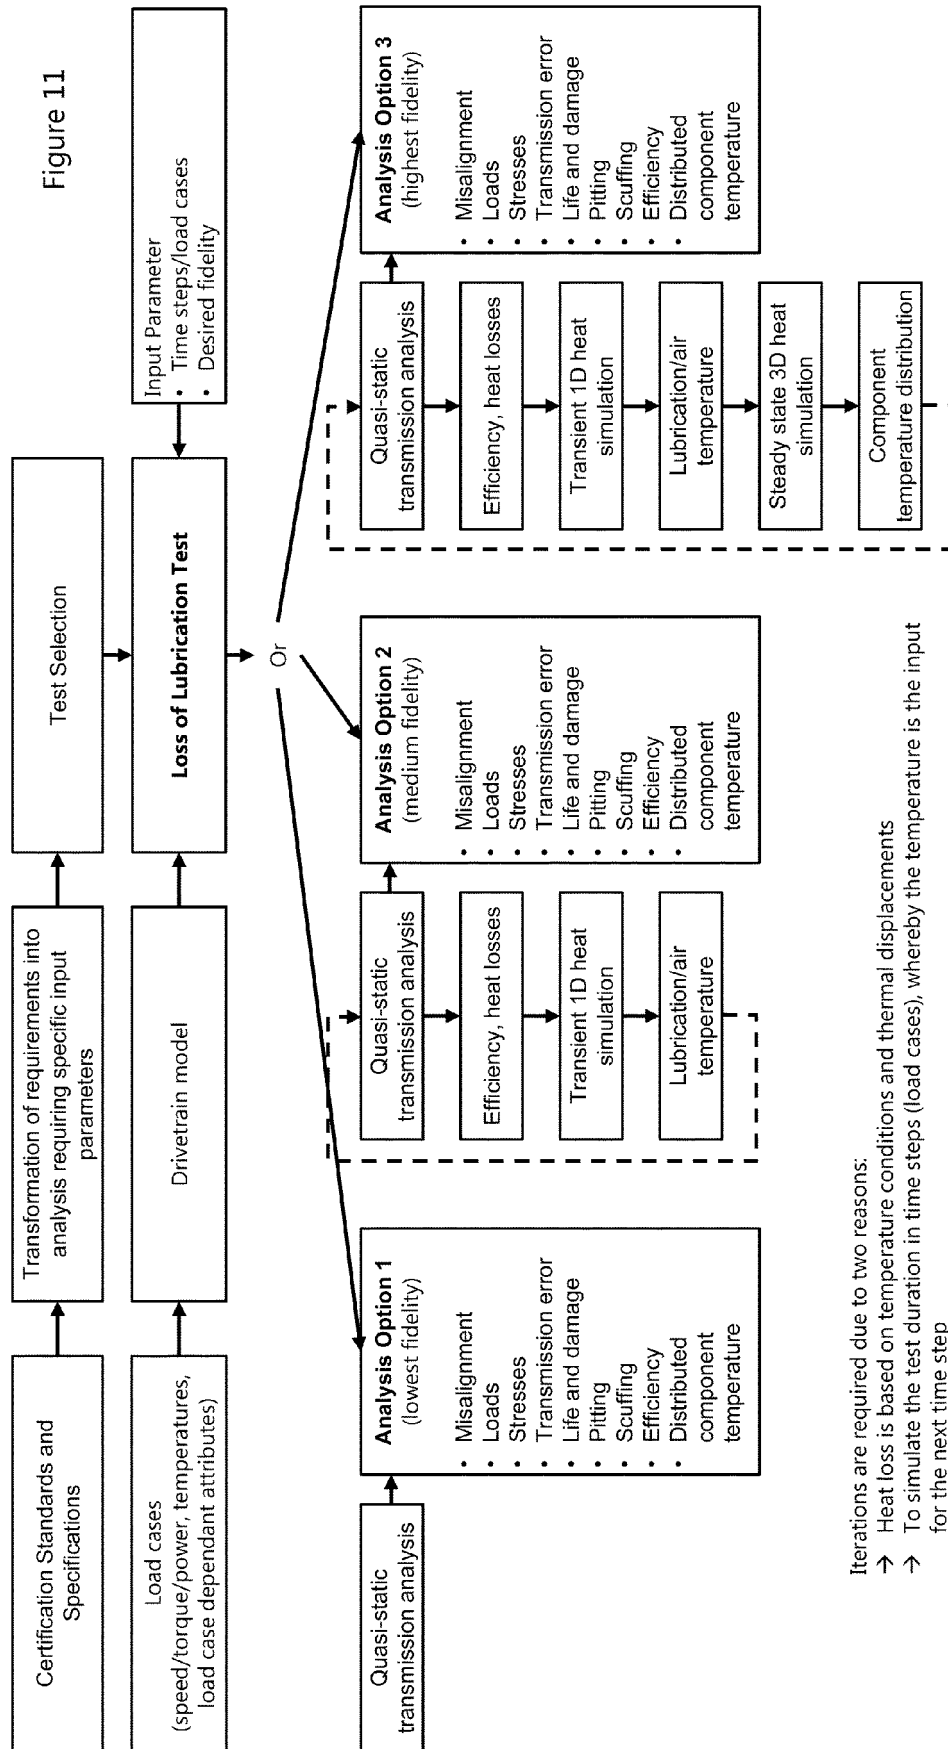 Figure 11
Certification Standards and
Specifications
Transformation of requirements into
analysis requiring specific input
parameters
Test Selection
Load cases
(speed/torque/power, temperatures,
load case dependant attributes)
Drivetrain model
Loss of Lubrication Test
Input Parameter
• Time steps/load cases
• Desired fidelity
Or
Quasi-static
transmission analysis
Analysis Option 1
(lowest fidelity)
• Misalignment
• Loads
• Stresses
• Transmission error
• Life and damage
• Pitting
• Scuffing
• Efficiency
• Distributed
component
temperature
Quasi-static
transmission analysis
Efficiency, heat losses
Transient 1D heat
simulation
Lubrication/air
temperature
Analysis Option 2
(medium fidelity)
• Misalignment
• Loads
• Stresses
• Transmission error
• Life and damage
• Pitting
• Scuffing
• Efficiency
• Distributed
component
temperature
Quasi-static
transmission analysis
Efficiency, heat losses
Transient 1D heat
simulation
Lubrication/air
temperature
Steady state 3D heat
simulation
Component
temperature distribution
Analysis Option 3
(highest fidelity)
• Misalignment
• Loads
• Stresses
• Transmission error
• Life and damage
• Pitting
• Scuffing
• Efficiency
• Distributed
component
temperature
Iterations are required due to two reasons:
→ Heat loss is based on temperature conditions and thermal displacements
→ To simulate the test duration in time steps (load cases), whereby the temperature is the input
for the next time step